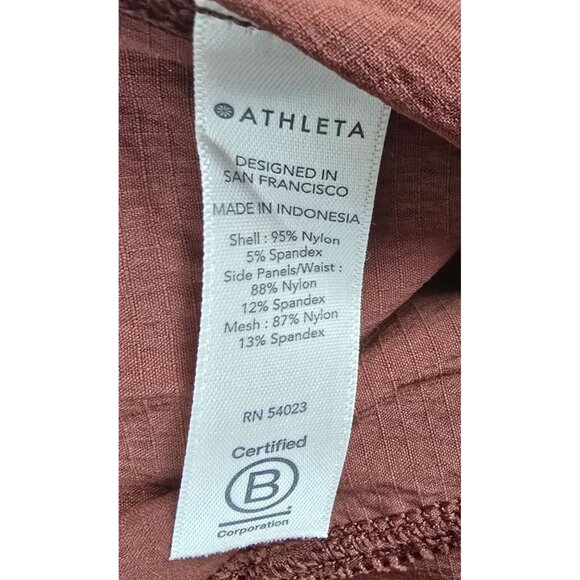 ATHLETA
DESIGNED IN
SAN FRANCISCO
MADE IN INDONESIA
Shell : 95% Nylon
5% Spandex
Side Panels/Waist :
88% Nylon
12% Spandex
Mesh : 87% Nylon
13% Spandex
RN 54023
Certified
B
Corporation